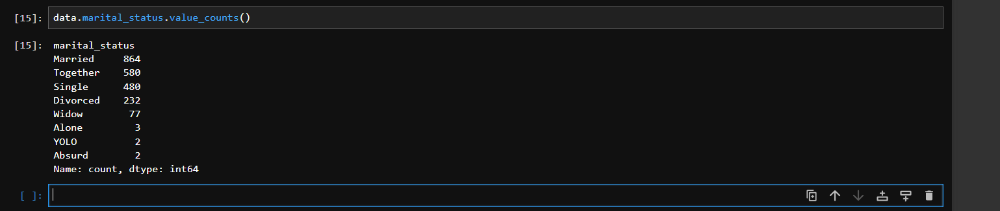 [15]: data.marital_status.value_counts()
[15]: marital_status
Married     864
Together    580
Single      480
Divorced    232
Widow        77
Alone         3
YOLO          2
Absurd        2
Name: count, dtype: int64
[ ]: